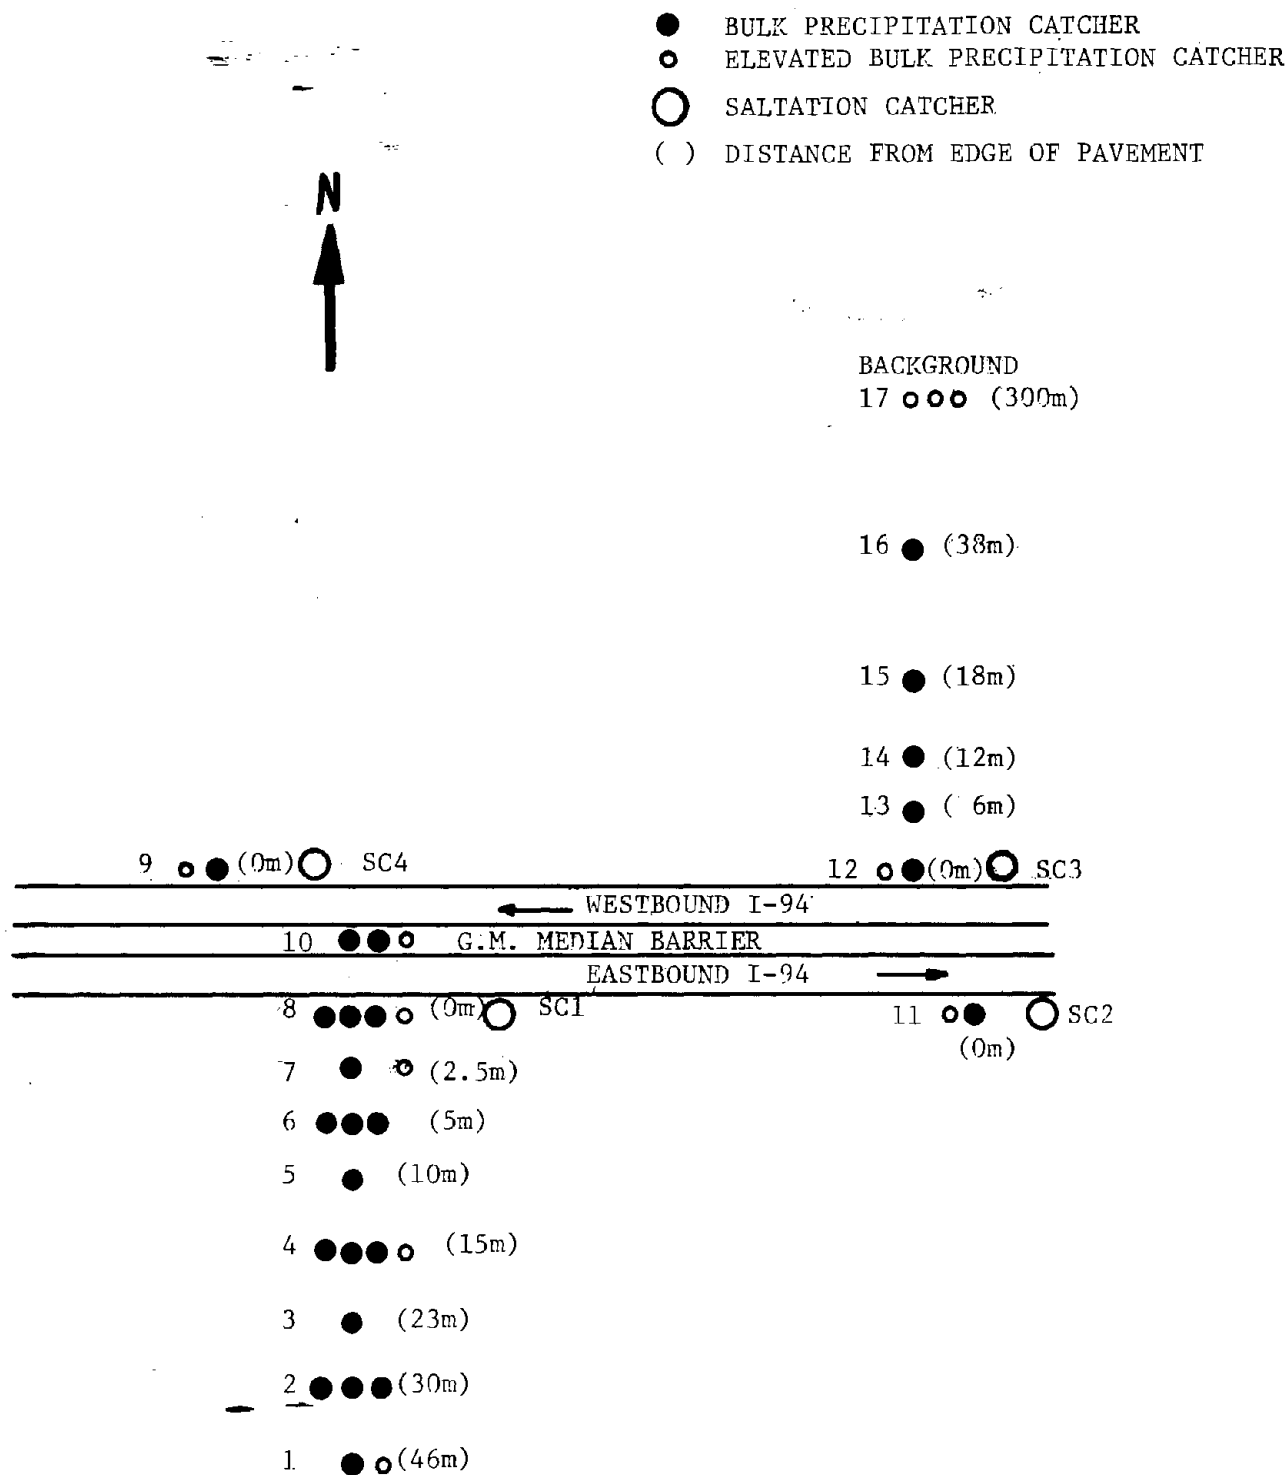 BULK PRECIPITATION CATCHER
ELEVATED BULK PRECIPITATION CATCHER
SALTATION CATCHER
( ) DISTANCE FROM EDGE OF PAVEMENT
N
BACKGROUND
17 (300m)
16 (38m)
15 (18m)
14 (12m)
13 ( 6m)
9 (0m) SC4
12 (0m) SC3
WESTBOUND I-94
10 G.M. MEDIAN BARRIER
EASTBOUND I-94
8 (0m) SC1
11 SC2
(0m)
7 (2.5m)
6 (5m)
5 (10m)
4 (15m)
3 (23m)
2 (30m)
1 (46m)